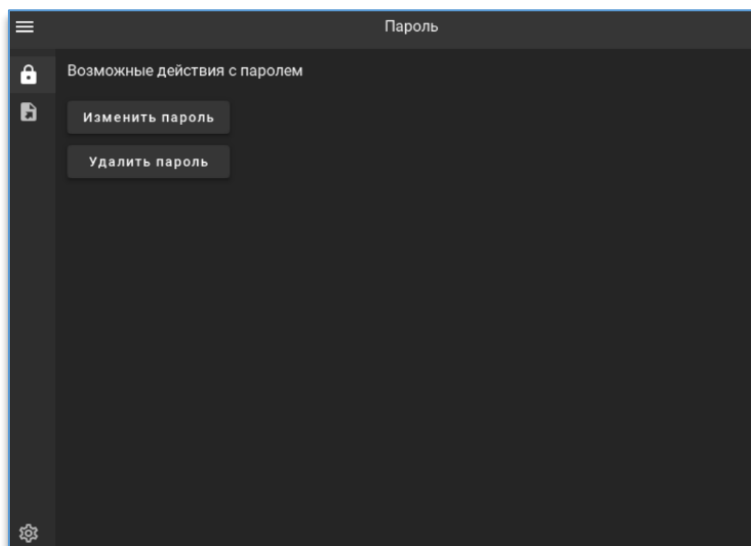 Пароль
Возможные действия с паролем
Изменить пароль
Удалить пароль